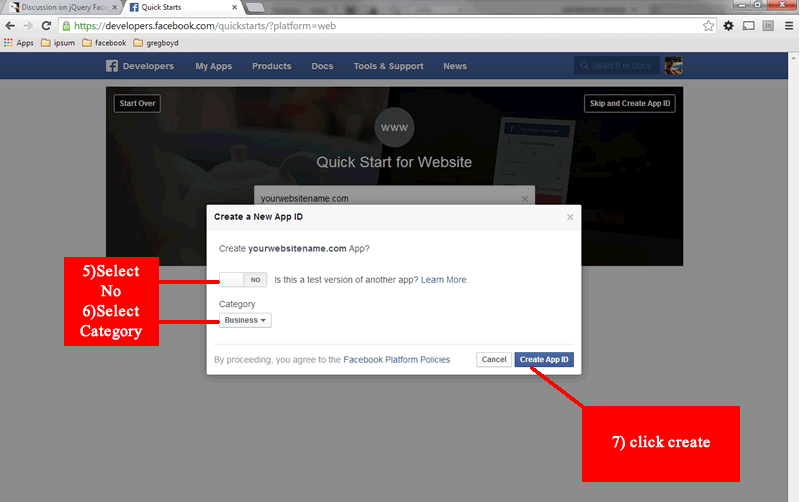 Discussion on jQuery Face
Quick Starts
https://developers.facebook.com/quickstarts/?platform=web
Apps ipsum facebook gregboyd
Developers My Apps Products Docs Tools & Support News Search in docs
Start Over
Skip and Create App ID
WWW
Quick Start for Website
yourwebsitename.com
Create a New App ID
Create yourwebsitename.com App?
NO Is this a test version of another app? Learn More.
Category
Business
By proceeding, you agree to the Facebook Platform Policies Cancel Create App ID
5)Select
No
6)Select
Category
7) click create